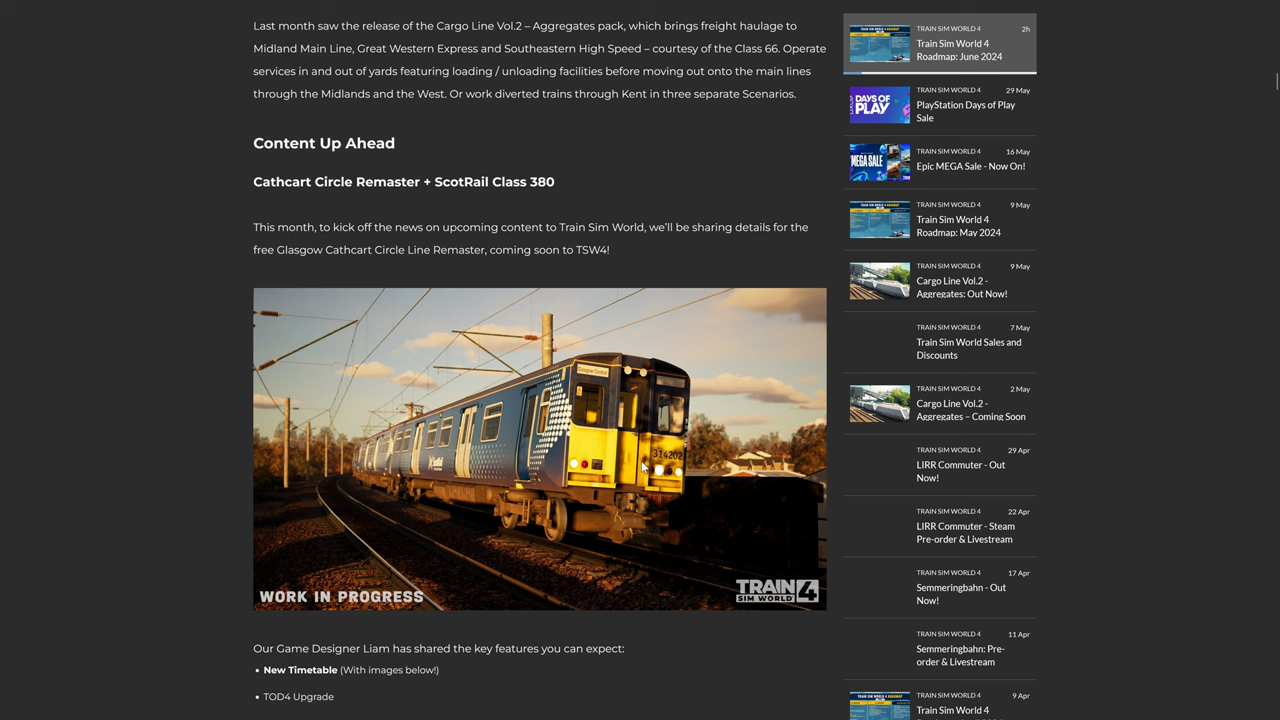 Last month saw the release of the Cargo Line Vol.2 – Aggregates pack, which brings freight haulage to
Midland Main Line, Great Western Express and Southeastern High Speed – courtesy of the Class 66. Operate
services in and out of yards featuring loading / unloading facilities before moving out onto the main lines
through the Midlands and the West. Or work diverted trains through Kent in three separate Scenarios.
Content Up Ahead
Cathcart Circle Remaster + ScotRail Class 380
This month, to kick off the news on upcoming content to Train Sim World, we’ll be sharing details for the
free Glasgow Cathcart Circle Line Remaster, coming soon to TSW4!
Glasgow Central
314202
ScotRail
WORK IN PROGRESS
TRAIN
SIM WORLD 4
Our Game Designer Liam has shared the key features you can expect:
• New Timetable (With images below!)
• TOD4 Upgrade
TRAIN SIM WORLD 4 2h
Train Sim World 4
Roadmap: June 2024
DAYS OF
PLAY
TRAIN SIM WORLD 4 29 May
PlayStation Days of Play
Sale
MEGA SALE
TRAIN SIM WORLD 4 16 May
Epic MEGA Sale - Now On!
TRAIN SIM WORLD 4 9 May
Train Sim World 4
Roadmap: May 2024
TRAIN SIM WORLD 4 9 May
Cargo Line Vol.2 -
Aggregates: Out Now!
TRAIN SIM WORLD 4 7 May
Train Sim World Sales and
Discounts
TRAIN SIM WORLD 4 2 May
Cargo Line Vol.2 -
Aggregates – Coming Soon
TRAIN SIM WORLD 4 29 Apr
LIRR Commuter - Out
Now!
TRAIN SIM WORLD 4 22 Apr
LIRR Commuter - Steam
Pre-order & Livestream
TRAIN SIM WORLD 4 17 Apr
Semmeringbahn - Out
Now!
TRAIN SIM WORLD 4 11 Apr
Semmeringbahn: Pre-
order & Livestream
TRAIN SIM WORLD 4 9 Apr
Train Sim World 4